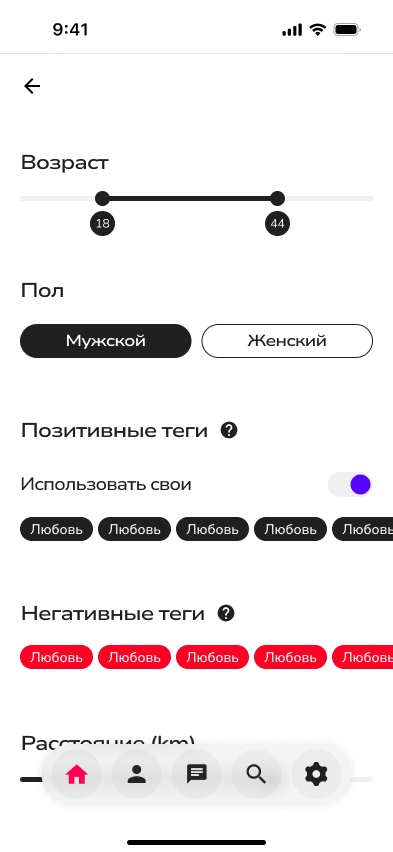 9:41
Возраст
18 44
Пол
Мужской Женский
Позитивные теги
Использовать свои
Любовь Любовь Любовь Любовь Любовь
Негативные теги
Любовь Любовь Любовь Любовь Любовь
Расстояние (km)